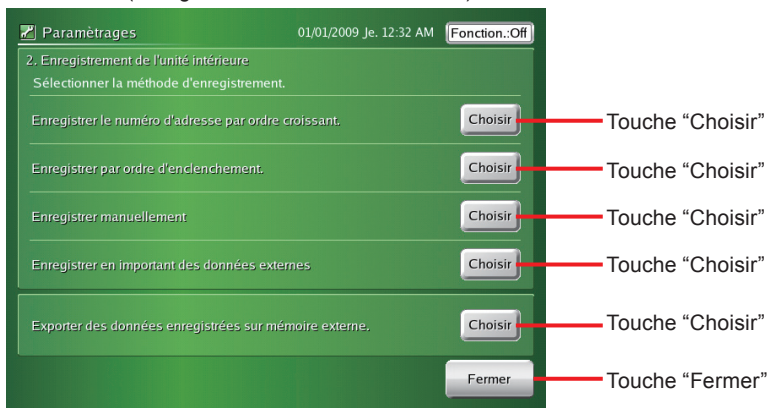 Paramètrages 01/01/2009 Je. 12:32 AM Fonction.:Off
2. Enregistrement de l'unité intérieure
Sélectionner la méthode d'enregistrement.
Enregistrer le numéro d'adresse par ordre croissant. Choisir Touche “Choisir”
Enregistrer par ordre d'enclenchement. Choisir Touche “Choisir”
Enregistrer manuellement Choisir Touche “Choisir”
Enregistrer en important des données externes Choisir Touche “Choisir”
Exporter des données enregistrées sur mémoire externe. Choisir Touche “Choisir”
Fermer Touche “Fermer”